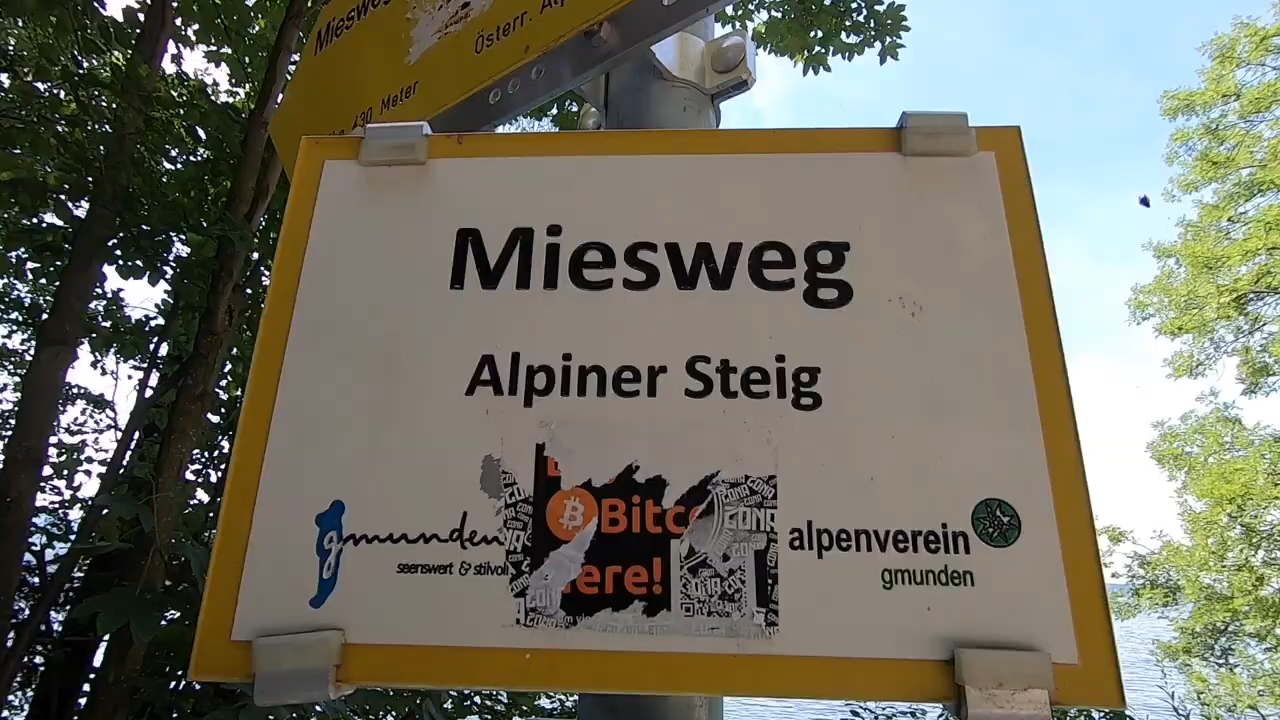 Miesweg
Österr. Alp
430 Meter
Miesweg
Alpiner Steig
gmunden
seenswert & stilvoll
Bitc
ere!
alpenverein
gmunden